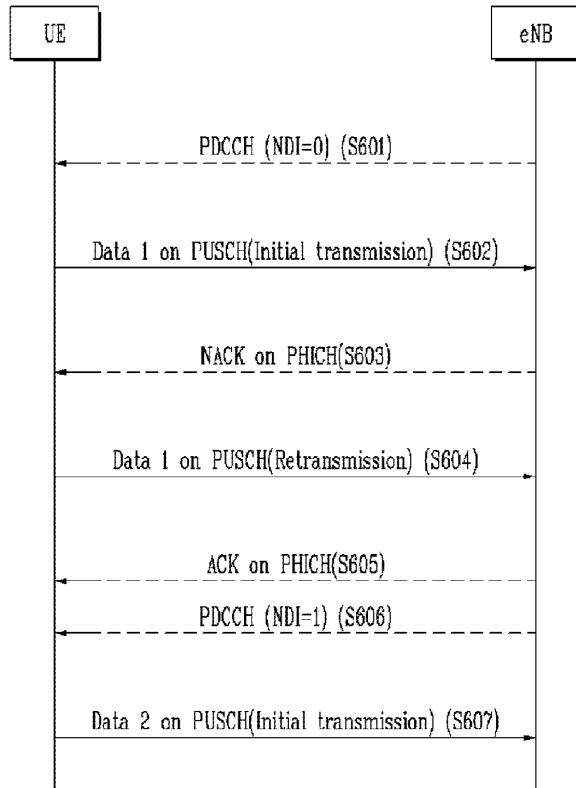 UE
eNB
PDCCH (NDI=0) (S601)
Data 1 on PUSCH(Initial transmission) (S602)
NACK on PHICH(S603)
Data 1 on PUSCH(Retransmission) (S604)
ACK on PHICH(S605)
PDCCH (NDI=1) (S606)
Data 2 on PUSCH(Initial transmission) (S607)